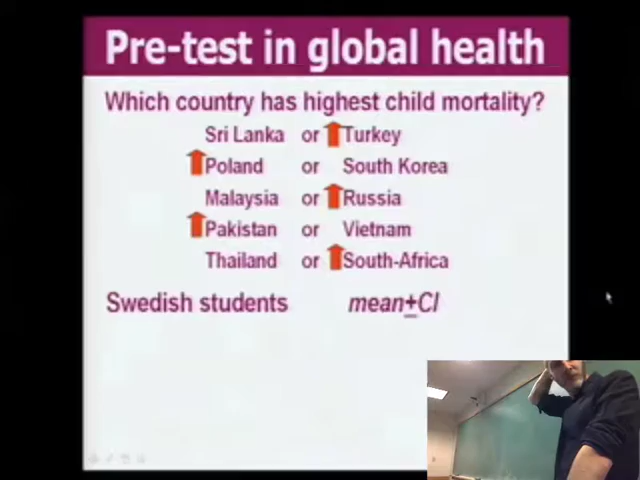 Pre-test in global health
Which country has highest child mortality?
Sri Lanka or Turkey
Poland or South Korea
Malaysia or Russia
Pakistan or Vietnam
Thailand or South-Africa
Swedish students mean±CI